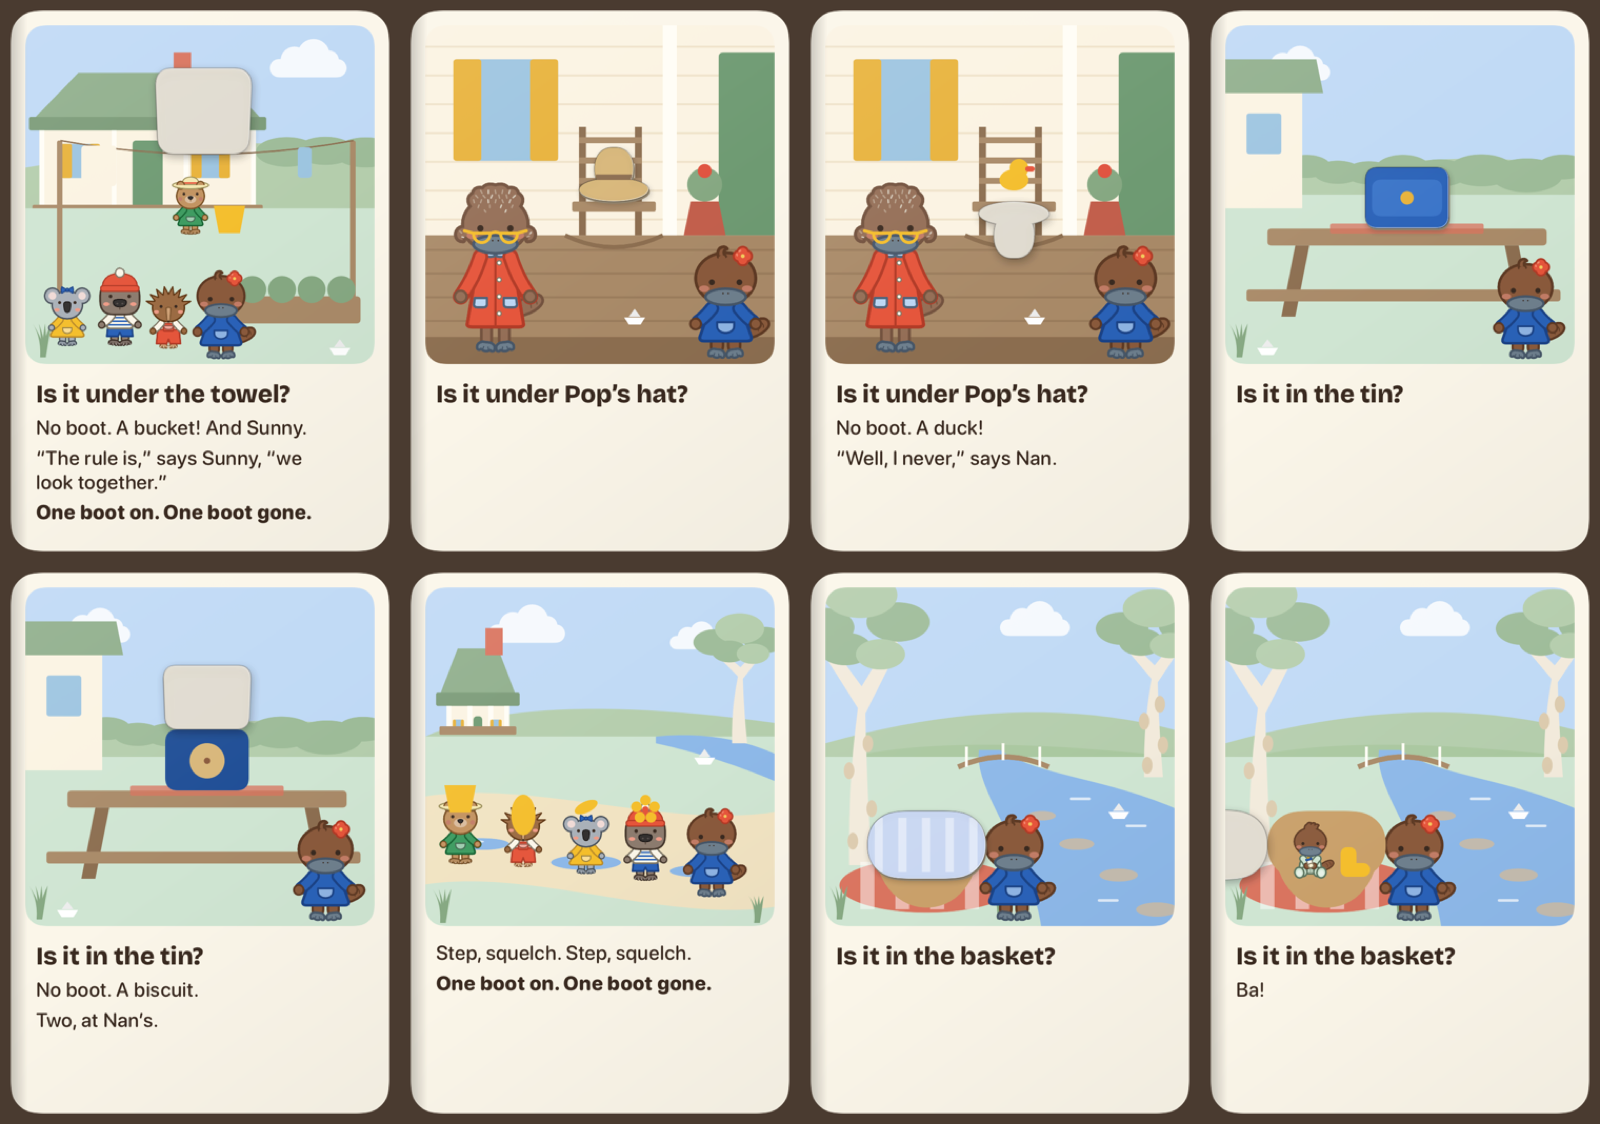 Is it under the towel?
No boot. A bucket! And Sunny.
“The rule is,” says Sunny, “we
look together.”
One boot on. One boot gone.
Is it under Pop’s hat?
Is it under Pop’s hat?
No boot. A duck!
“Well, I never,” says Nan.
Is it in the tin?
Is it in the tin?
No boot. A biscuit.
Two, at Nan’s.
Step, squelch. Step, squelch.
One boot on. One boot gone.
Is it in the basket?
Is it in the basket?
Ba!